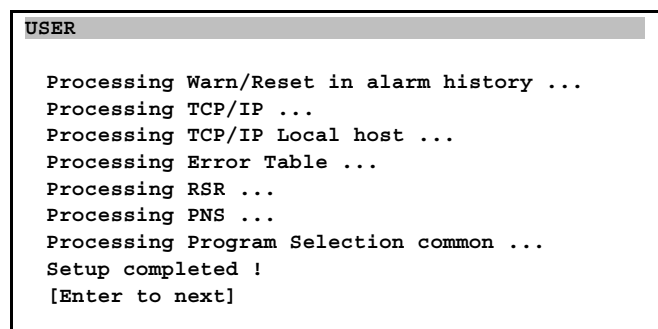 USER
Processing Warn/Reset in alarm history ...
Processing TCP/IP ...
Processing TCP/IP Local host ...
Processing Error Table ...
Processing RSR ...
Processing PNS ...
Processing Program Selection common ...
Setup completed !
[Enter to next]